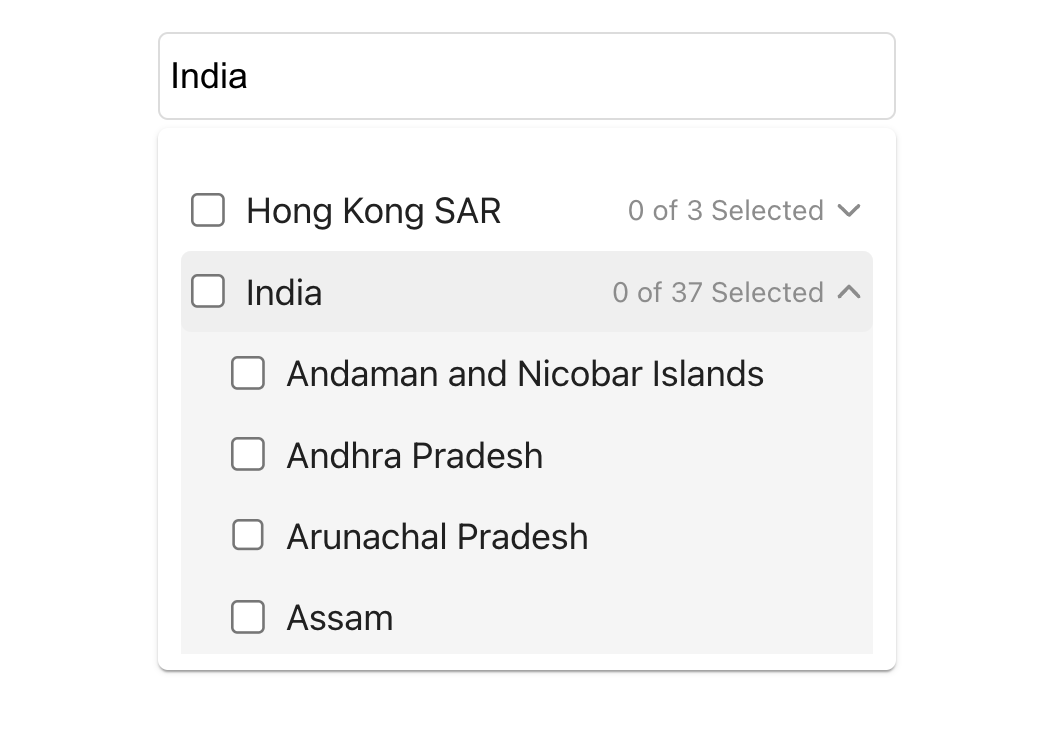 India
Hong Kong SAR 0 of 3 Selected
India 0 of 37 Selected
Andaman and Nicobar Islands
Andhra Pradesh
Arunachal Pradesh
Assam